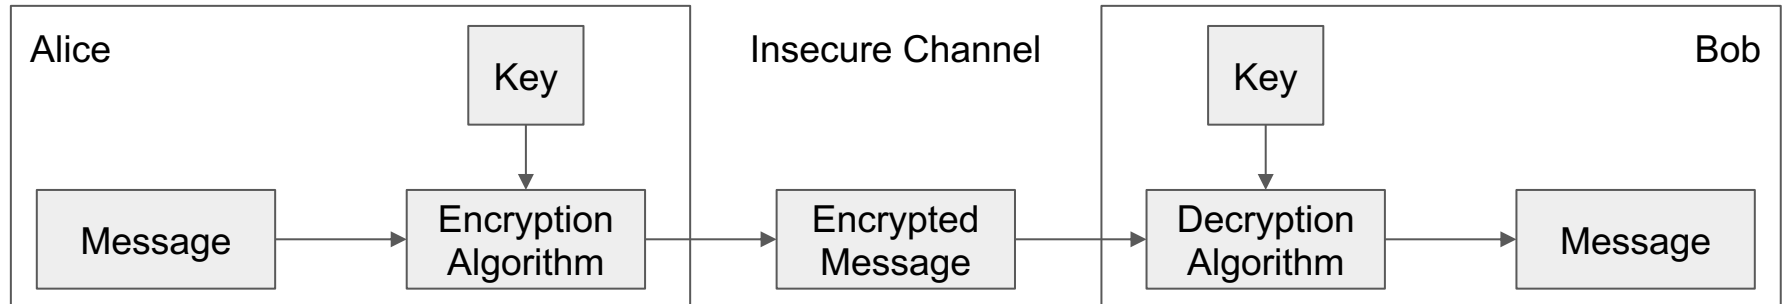 Alice
Key
Insecure Channel
Key
Bob
Message
Encryption
Algorithm
Encrypted
Message
Decryption
Algorithm
Message